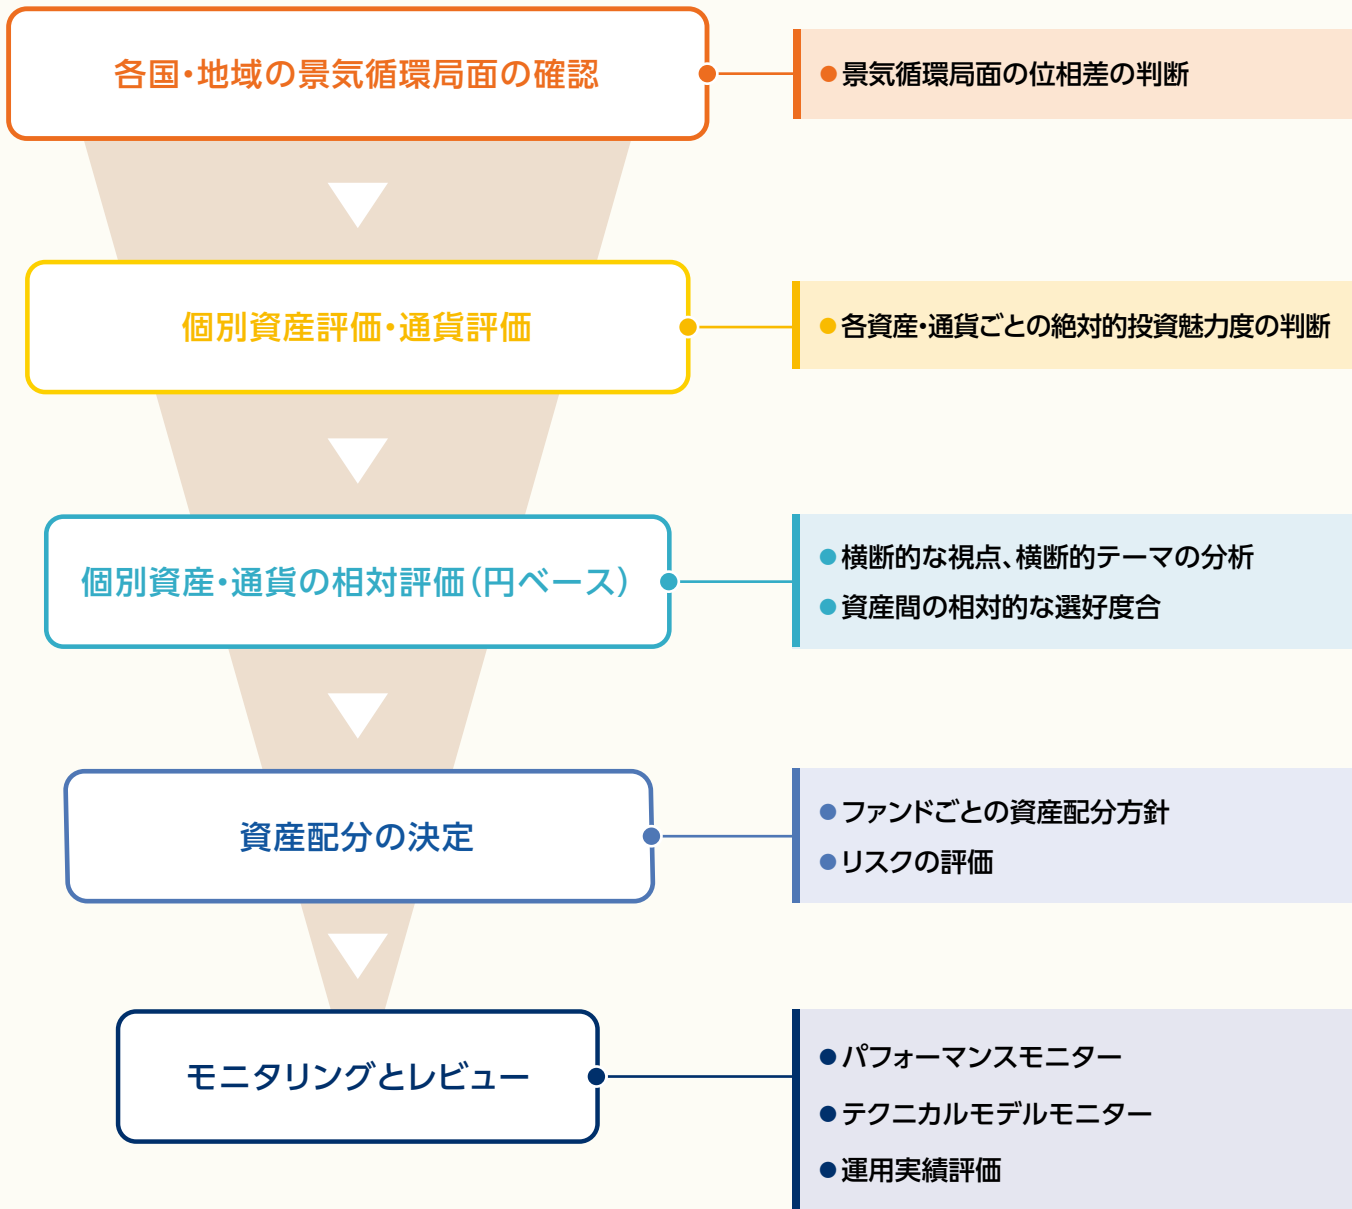 各国・地域の景気循環局面の確認
●景気循環局面の位相差の判断
個別資産評価・通貨評価
●各資産・通貨ごとの絶対的投資魅力度の判断
個別資産・通貨の相対評価（円ベース）
●横断的な視点、横断的テーマの分析
●資産間の相対的な選好度合
資産配分の決定
●ファンドごとの資産配分方針
●リスクの評価
モニタリングとレビュー
●パフォーマンスモニター
●テクニカルモデルモニター
●運用実績評価